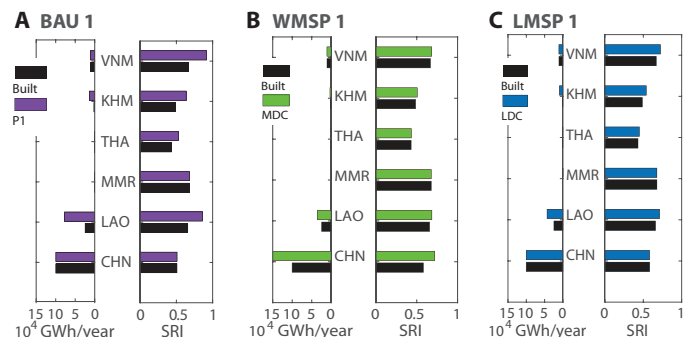 A BAU 1
Built
P1
VNM
KHM
THA
MMR
LAO
CHN
15 10 5 0
10⁴ GWh/year
0 0.5 1
SRI
B WMSP 1
Built
MDC
VNM
KHM
THA
MMR
LAO
CHN
15 10 5 0
10⁴ GWh/year
0 0.5 1
SRI
C LMSP 1
Built
LDC
VNM
KHM
THA
MMR
LAO
CHN
15 10 5 0
10⁴ GWh/year
0 0.5 1
SRI